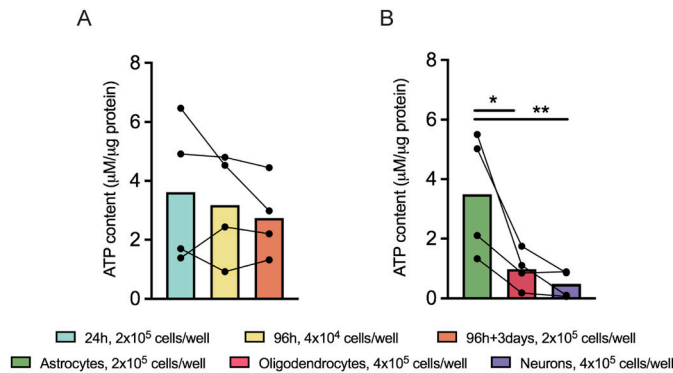 A
B
ATP content (µM/µg protein)
8
6
4
2
0
ATP content (µM/µg protein)
8
6
4
2
0
*
**
24h, 2x10⁵ cells/well
96h, 4x10⁴ cells/well
96h+3days, 2x10⁵ cells/well
Astrocytes, 2x10⁵ cells/well
Oligodendrocytes, 4x10⁵ cells/well
Neurons, 4x10⁵ cells/well